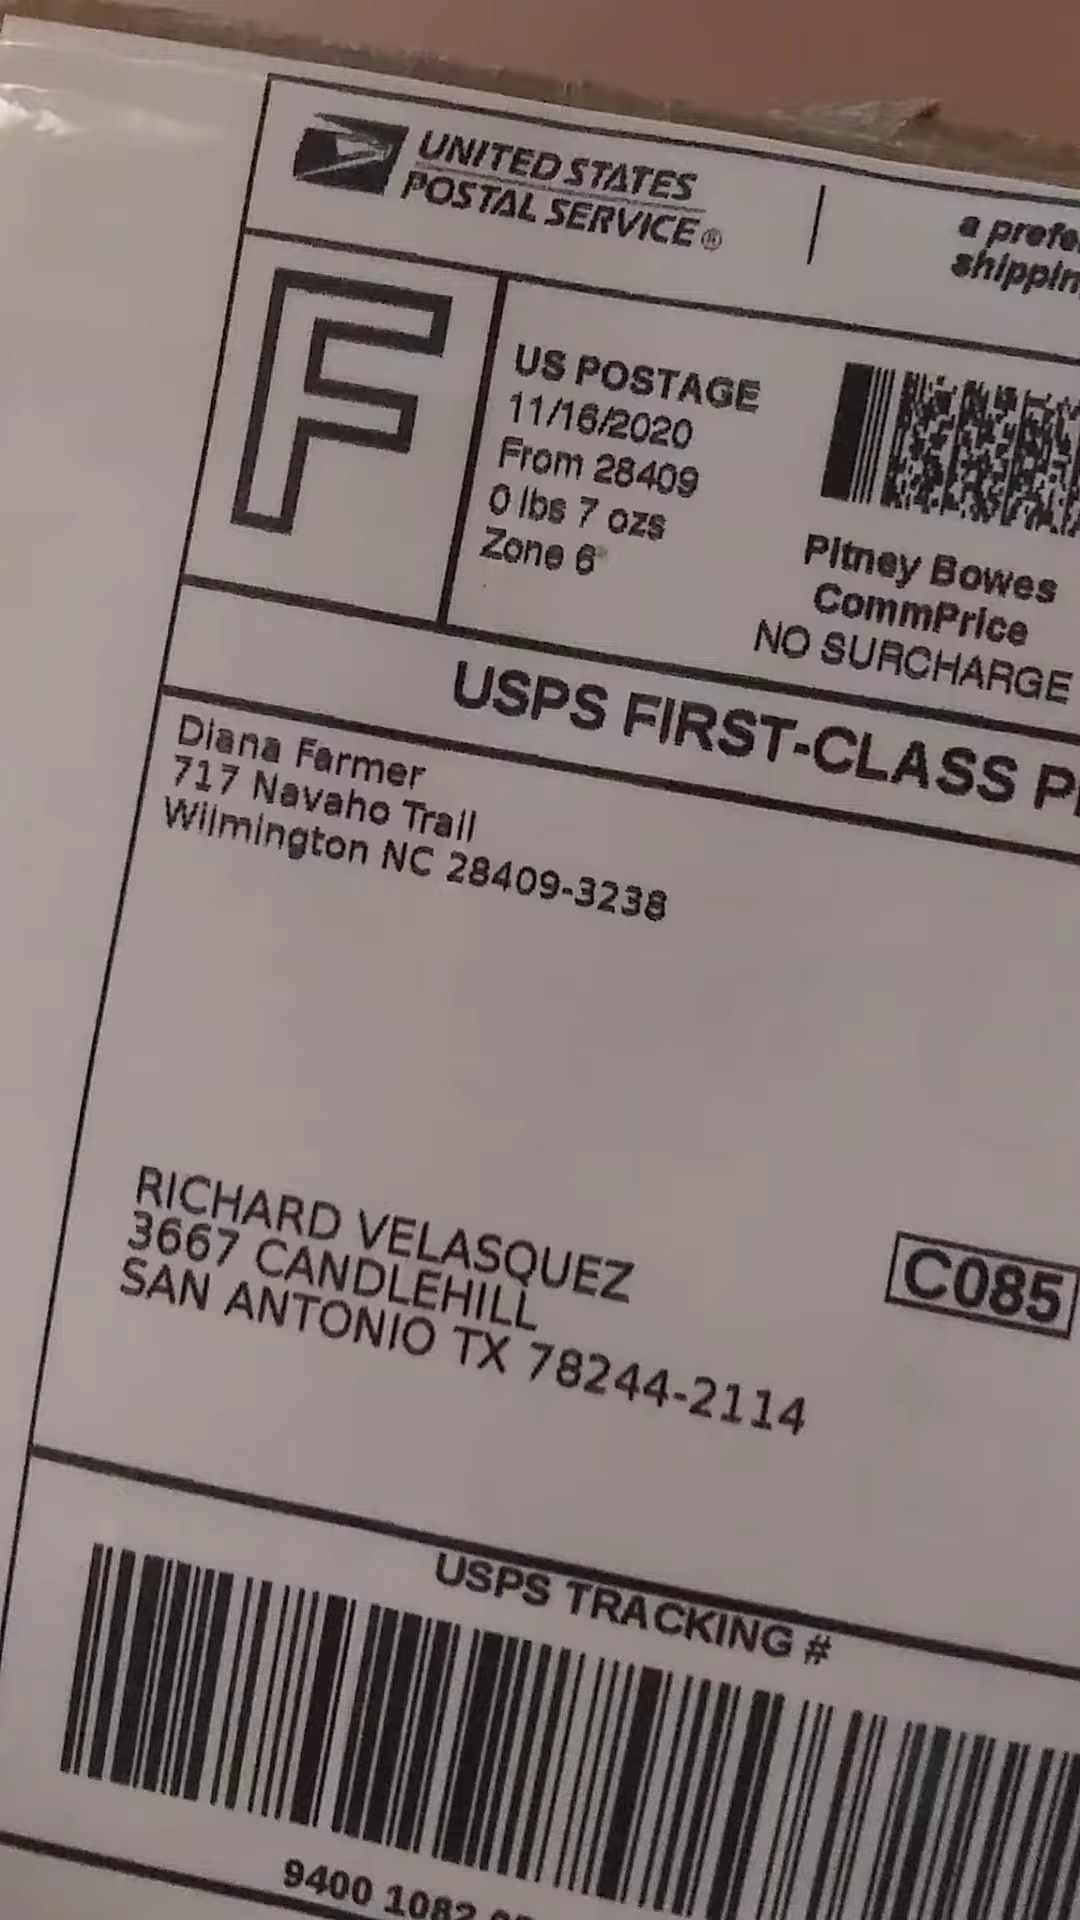 UNITED STATES
POSTAL SERVICE®
a
F
US POSTAGE
11/16/2020
From 28409
0 lbs 7 ozs
Zone 6
Pitney Bowes
CommPrice
NO SURCHARGE
USPS FIRST-CLASS
Diana Farmer
717 Navaho Trail
Wilmington NC 28409-3238
RICHARD VELASQUEZ
3667 CANDLEHILL
SAN ANTONIO TX 78244-2114
C085
USPS TRACKING #
9400 1082